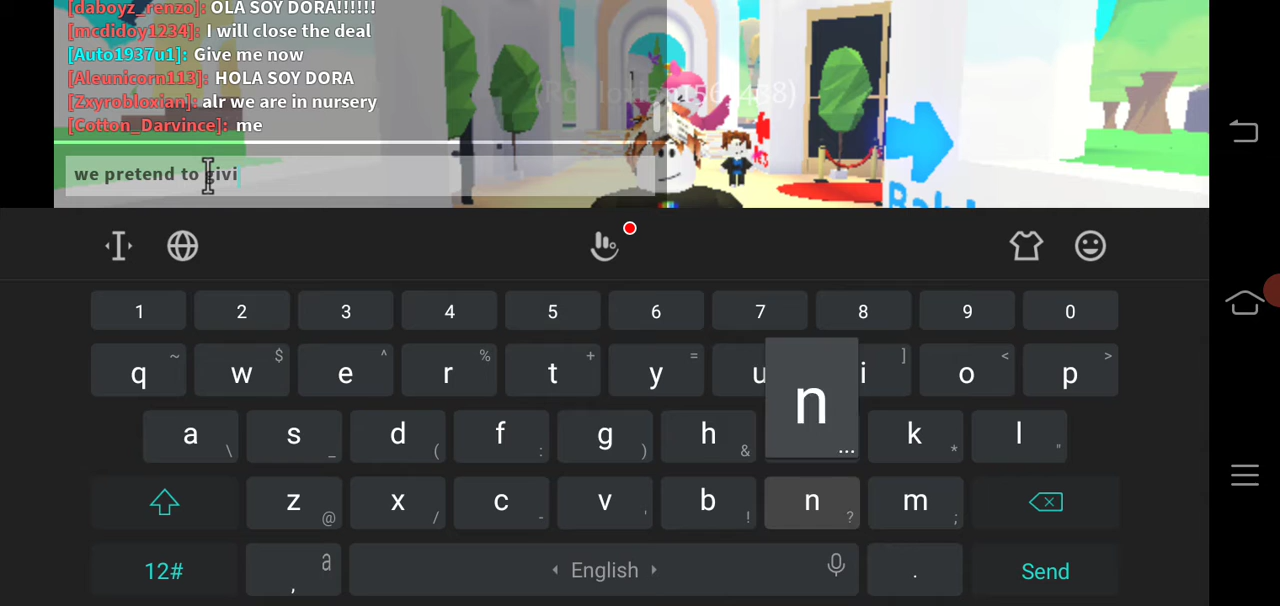 [daboyz_renzo]: OLA SOY DORA!!!!!!
[mcdidoy1234]: I will close the deal
[Auto1937u1]: Give me now
[Aleunicorn113]: HOLA SOY DORA
[Zxyrobloxian]: alr we are in nursery
[Cotton_Darvince]: me
we pretend to givi
1 2 3 4 5 6 7 8 9 0
~ $ ^ % + = ] < >
q w e r t y u i o p
n
...
a s d f g h k l
\ _ ( : ) & * "
z x c v b n m
@ / - ' ! ? ;
12# , a English . Send